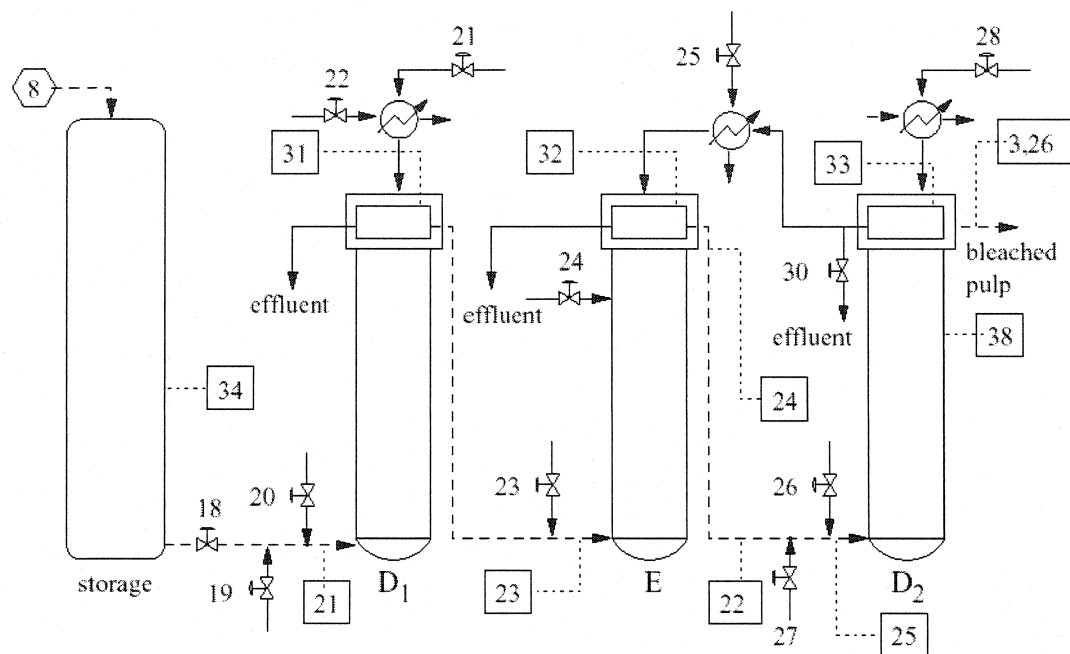 21
28
22
25
8
31
32
33
3,26
bleached
pulp
24
30
effluent
effluent
effluent
38
34
24
18
20
23
26
storage
19
21
D1
23
E
22
27
D2
25